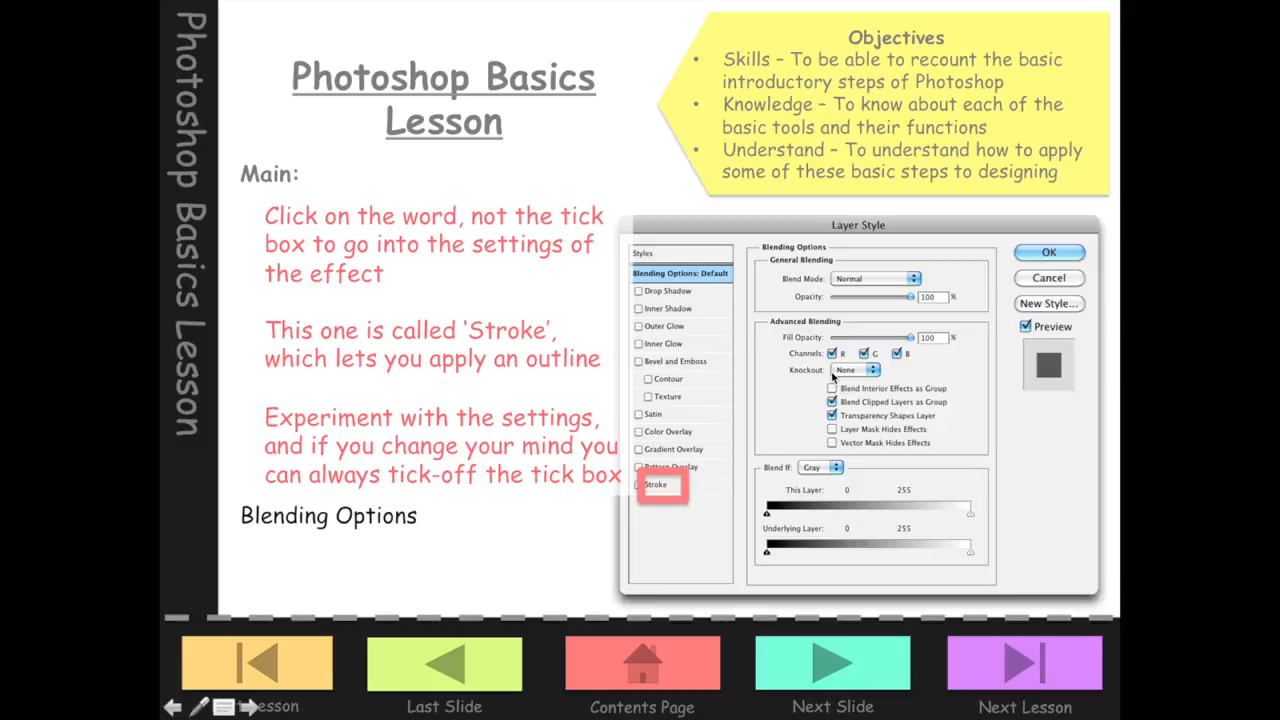 Photoshop Basics Lesson
Photoshop Basics
Lesson
Objectives
• Skills – To be able to recount the basic
introductory steps of Photoshop
• Knowledge – To know about each of the
basic tools and their functions
• Understand – To understand how to apply
some of these basic steps to designing
Main:
Click on the word, not the tick
box to go into the settings of
the effect
This one is called ‘Stroke’,
which lets you apply an outline
Experiment with the settings,
and if you change your mind you
can always tick-off the tick box
Blending Options
Layer Style
Styles
Blending Options: Default
Drop Shadow
Inner Shadow
Outer Glow
Inner Glow
Bevel and Emboss
Contour
Texture
Satin
Color Overlay
Gradient Overlay
Pattern Overlay
Stroke
Blending Options
General Blending
Blend Mode: Normal
Opacity: 100 %
Advanced Blending
Fill Opacity: 100 %
Channels: R G B
Knockout: None
Blend Interior Effects as Group
Blend Clipped Layers as Group
Transparency Shapes Layer
Layer Mask Hides Effects
Vector Mask Hides Effects
Blend If: Gray
This Layer: 0 255
Underlying Layer: 0 255
OK
Cancel
New Style...
Preview
Lesson
Last Slide
Contents Page
Next Slide
Next Lesson